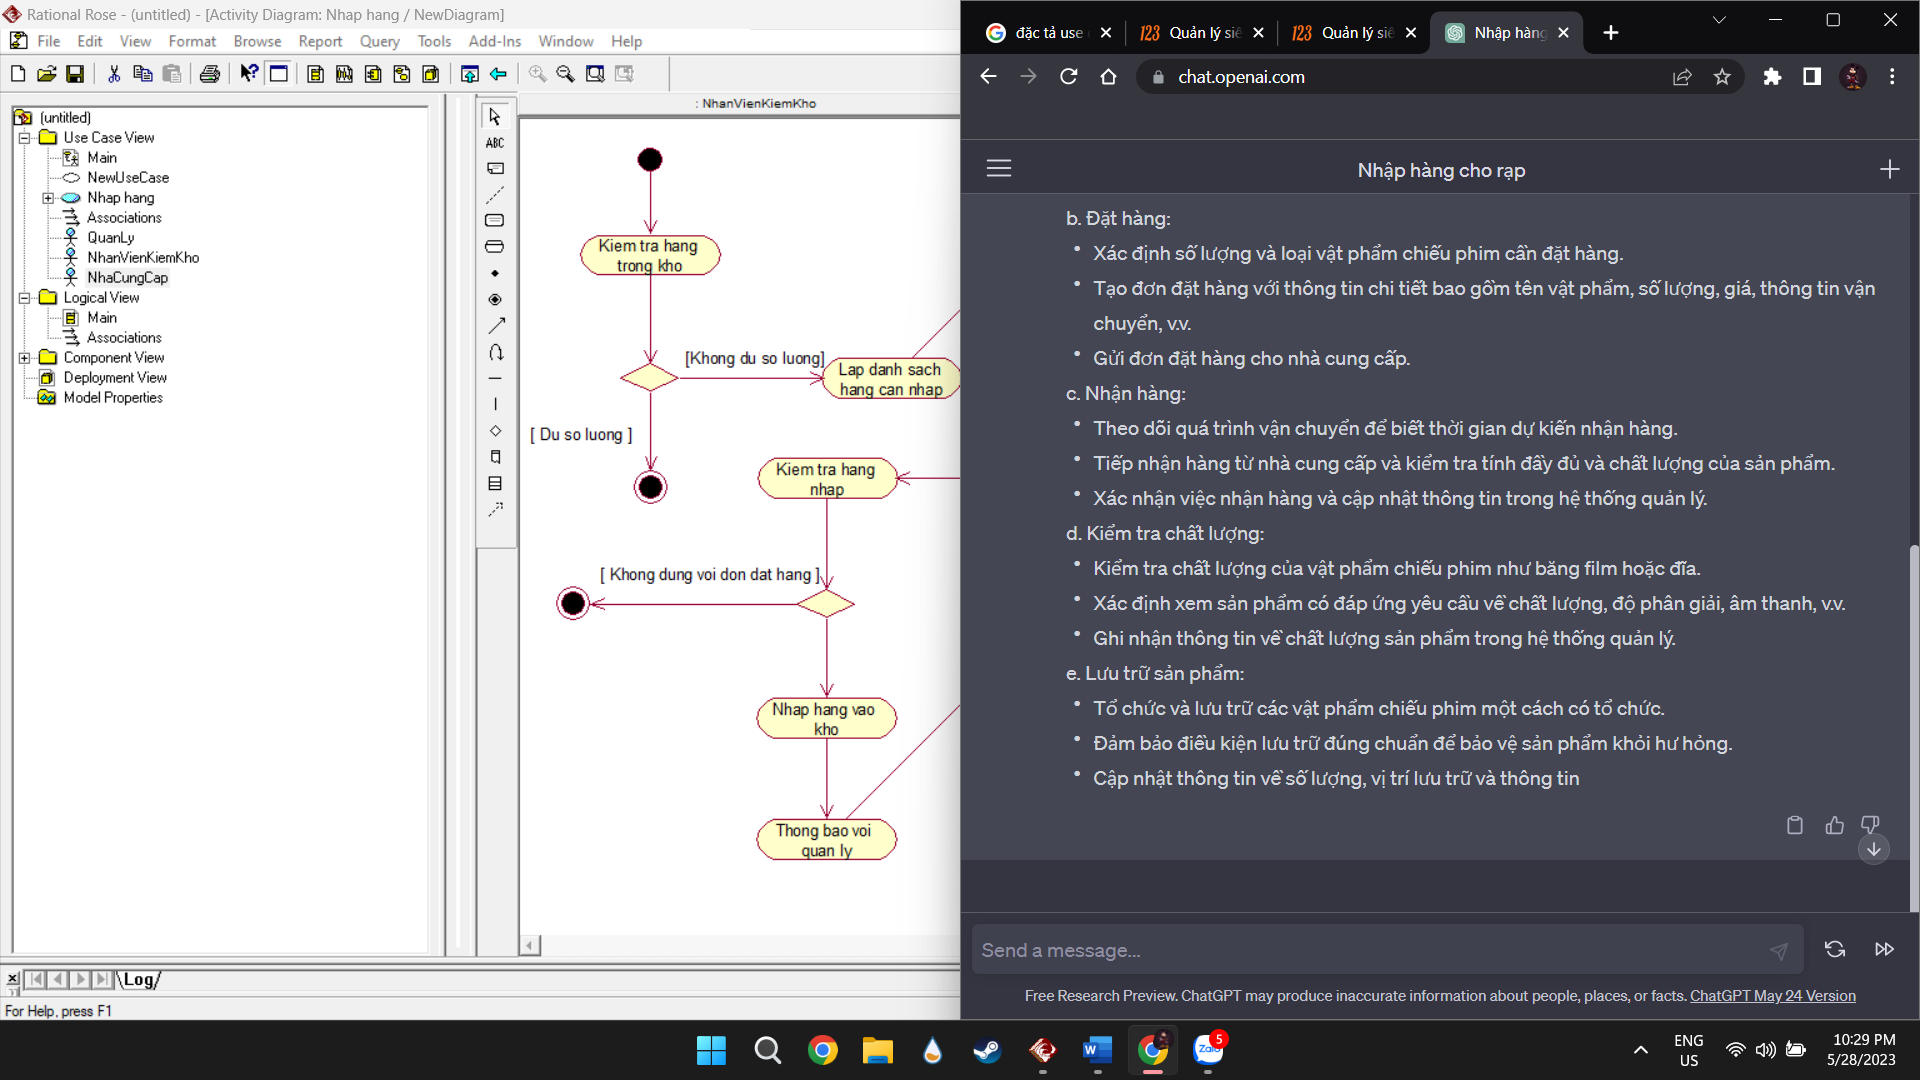 Rational Rose - (untitled) - [Activity Diagram: Nhap hang / NewDiagram]
File Edit View Format Browse Report Query Tools Add-Ins Window Help
(untitled)
Use Case View
Main
NewUseCase
Nhap hang
Associations
QuanLy
NhanVienKiemKho
NhaCungCap
Logical View
Main
Associations
Component View
Deployment View
Model Properties
ABC
: NhanVienKiemKho
Kiem tra hang
trong kho
[Khong du so luong]
Lap danh sach
hang can nhap
[ Du so luong ]
Kiem tra hang
nhap
[ Khong dung voi don dat hang ]
Nhap hang vao
kho
Thong bao voi
quan ly
Log
For Help, press F1
đặc tả use
123 Quản lý siê
123 Quản lý siê
Nhập hàng
chat.openai.com
Nhập hàng cho rạp
b. Đặt hàng:
• Xác định số lượng và loại vật phẩm chiếu phim cần đặt hàng.
• Tạo đơn đặt hàng với thông tin chi tiết bao gồm tên vật phẩm, số lượng, giá, thông tin vận
chuyển, v.v.
• Gửi đơn đặt hàng cho nhà cung cấp.
c. Nhận hàng:
• Theo dõi quá trình vận chuyển để biết thời gian dự kiến nhận hàng.
• Tiếp nhận hàng từ nhà cung cấp và kiểm tra tính đầy đủ và chất lượng của sản phẩm.
• Xác nhận việc nhận hàng và cập nhật thông tin trong hệ thống quản lý.
d. Kiểm tra chất lượng:
• Kiểm tra chất lượng của vật phẩm chiếu phim như băng film hoặc đĩa.
• Xác định xem sản phẩm có đáp ứng yêu cầu về chất lượng, độ phân giải, âm thanh, v.v.
• Ghi nhận thông tin về chất lượng sản phẩm trong hệ thống quản lý.
e. Lưu trữ sản phẩm:
• Tổ chức và lưu trữ các vật phẩm chiếu phim một cách có tổ chức.
• Đảm bảo điều kiện lưu trữ đúng chuẩn để bảo vệ sản phẩm khỏi hư hỏng.
• Cập nhật thông tin về số lượng, vị trí lưu trữ và thông tin
Send a message...
Free Research Preview. ChatGPT may produce inaccurate information about people, places, or facts. ChatGPT May 24 Version
Zalo
5
ENG
US
10:29 PM
5/28/2023